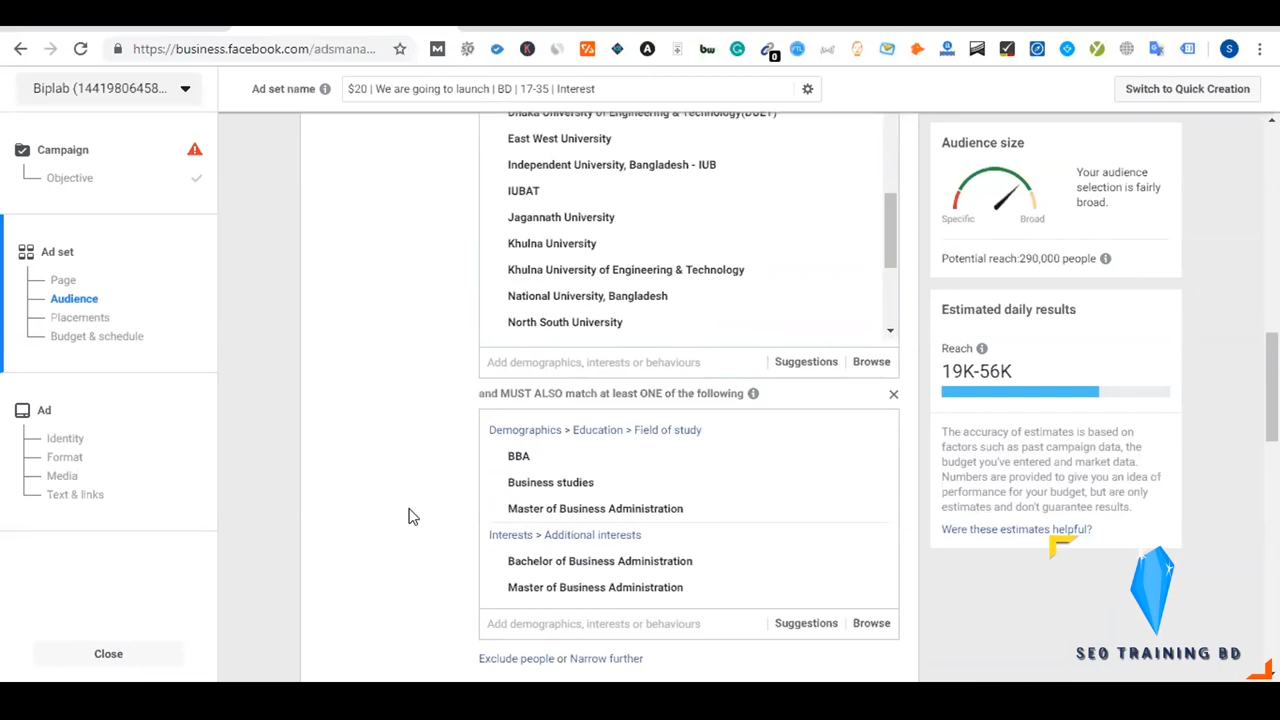 https://business.facebook.com/adsmana...
Biplab (14419806458...
Ad set name
$20 | We are going to launch | BD | 17-35 | Interest
Switch to Quick Creation
Campaign
Objective
Ad set
Page
Audience
Placements
Budget & schedule
Ad
Identity
Format
Media
Text & links
Close
Dhaka University of Engineering & Technology(DUET)
East West University
Independent University, Bangladesh - IUB
IUBAT
Jagannath University
Khulna University
Khulna University of Engineering & Technology
National University, Bangladesh
North South University
Add demographics, interests or behaviours
Suggestions
Browse
and MUST ALSO match at least ONE of the following
Demographics > Education > Field of study
BBA
Business studies
Master of Business Administration
Interests > Additional interests
Bachelor of Business Administration
Master of Business Administration
Add demographics, interests or behaviours
Suggestions
Browse
Exclude people or Narrow further
Audience size
Specific
Broad
Your audience
selection is fairly
broad.
Potential reach:290,000 people
Estimated daily results
Reach
19K-56K
The accuracy of estimates is based on
factors such as past campaign data, the
budget you've entered and market data.
Numbers are provided to give you an idea of
performance for your budget, but are only
estimates and don't guarantee results.
Were these estimates helpful?
SEO TRAINING BD